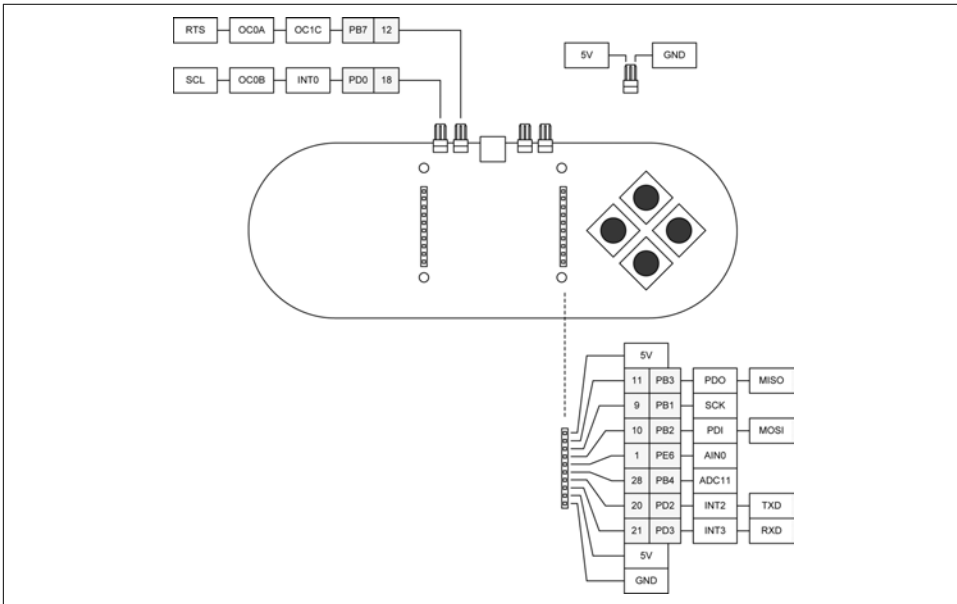 RTS OC0A OC1C PB7 12
5V GND
SCL OC0B INT0 PD0 18
5V
11 PB3 PDO MISO
9 PB1 SCK
10 PB2 PDI MOSI
1 PE6 AIN0
28 PB4 ADC11
20 PD2 INT2 TXD
21 PD3 INT3 RXD
5V
GND